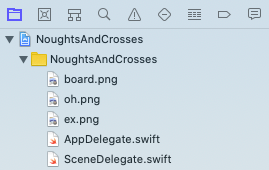 NoughtsAndCrosses
NoughtsAndCrosses
board.png
oh.png
ex.png
AppDelegate.swift
SceneDelegate.swift